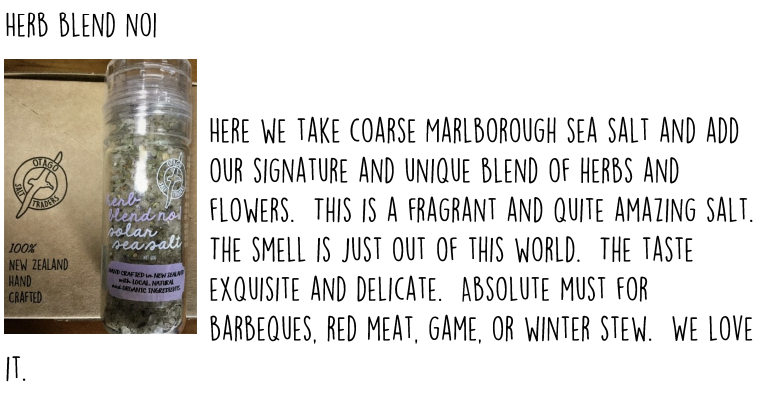 HERB BLEND NO1
OTAGO
SALT TRADERS
100%
NEW ZEALAND
HAND
CRAFTED
OTAGO
herb
blend no1
solar
sea salt
HAND CRAFTED in NEW ZEALAND
with LOCAL, NATURAL
and ORGANIC INGREDIENTS
HERE WE TAKE COARSE MARLBOROUGH SEA SALT AND ADD
OUR SIGNATURE AND UNIQUE BLEND OF HERBS AND
FLOWERS. THIS IS A FRAGRANT AND QUITE AMAZING SALT.
THE SMELL IS JUST OUT OF THIS WORLD. THE TASTE
EXQUISITE AND DELICATE. ABSOLUTE MUST FOR
BARBEQUES, RED MEAT, GAME, OR WINTER STEW. WE LOVE
IT.